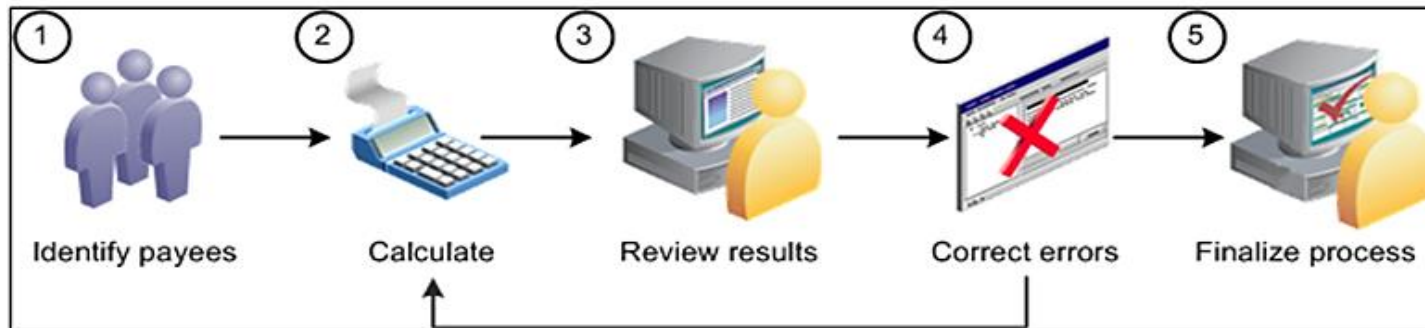 1
2
3
4
5
Identify payees
Calculate
Review results
Correct errors
Finalize process